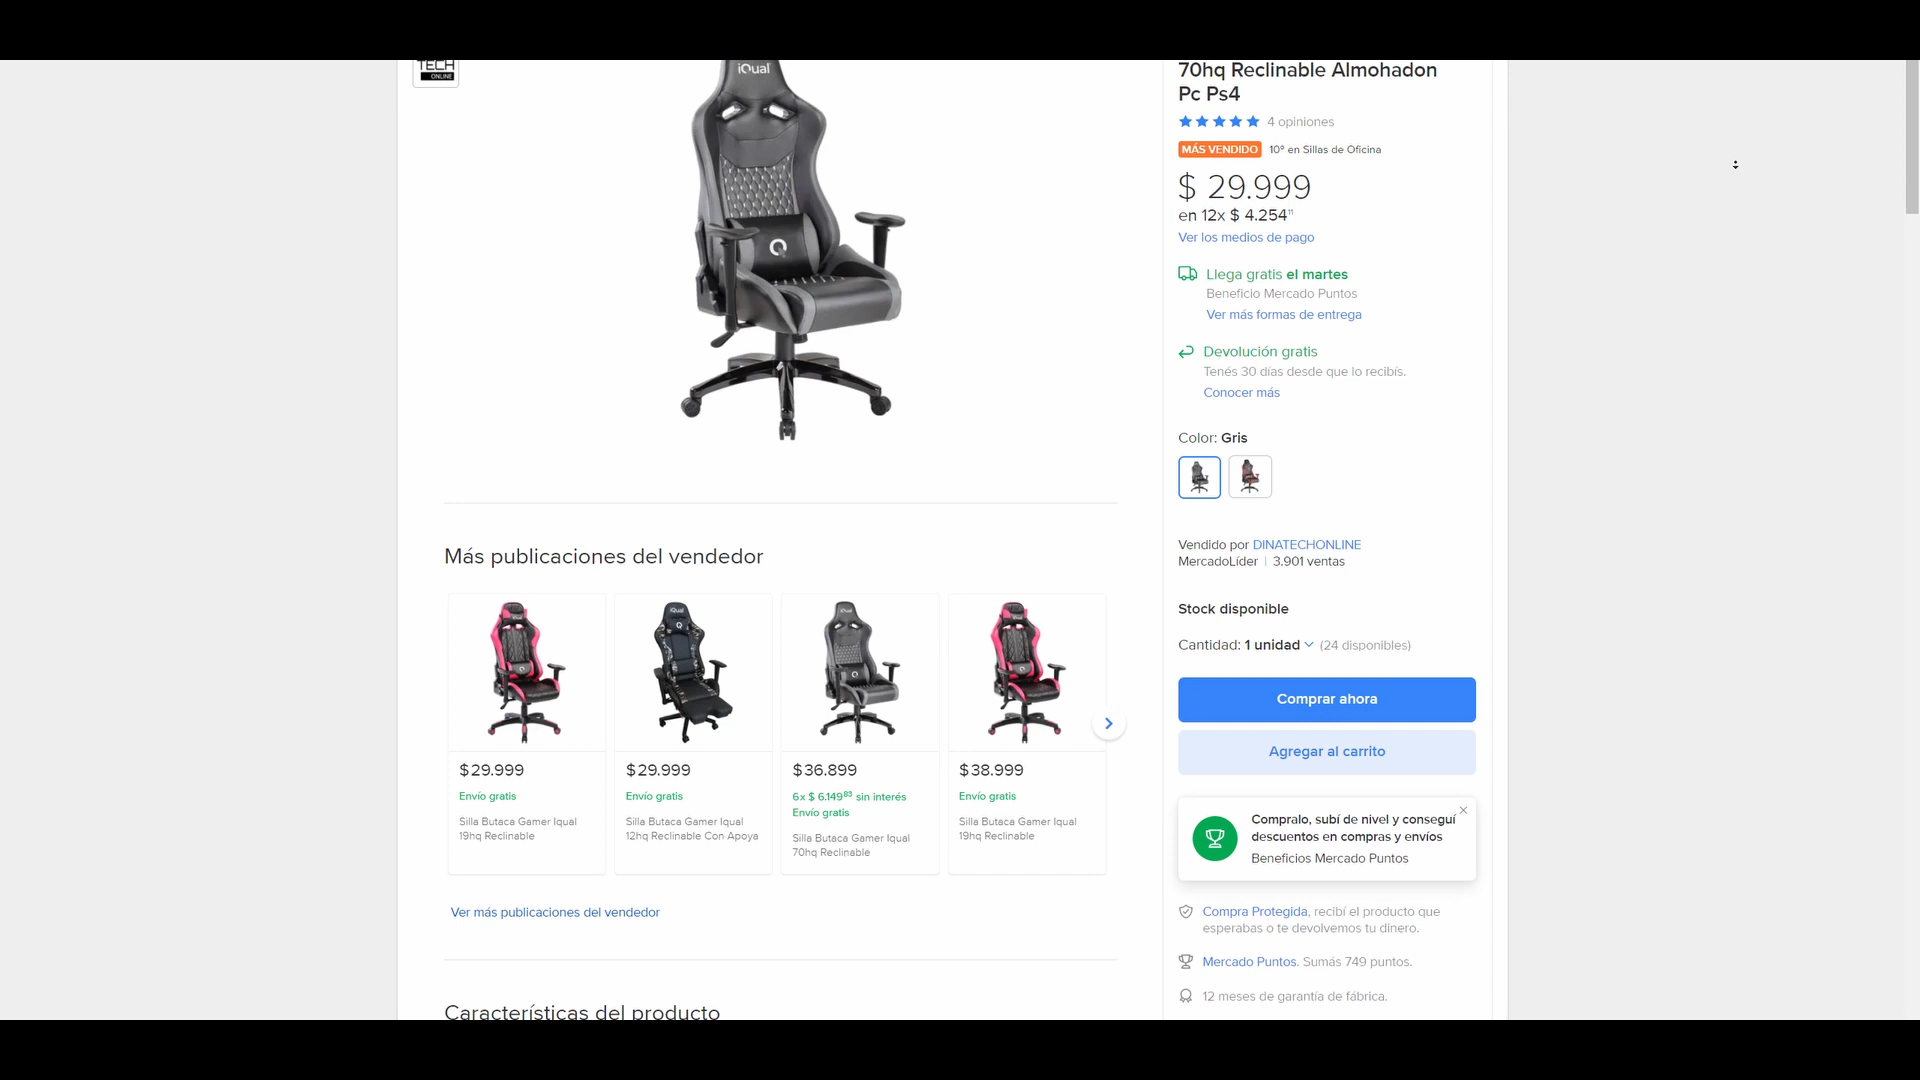 TECH
ONLINE
iQual
70hq Reclinable Almohadon
Pc Ps4
4 opiniones
MÁS VENDIDO 10º en Sillas de Oficina
$ 29.999
en 12x $ 4.254¹¹
Ver los medios de pago
Llega gratis el martes
Beneficio Mercado Puntos
Ver más formas de entrega
Devolución gratis
Tenés 30 días desde que lo recibís.
Conocer más
Color: Gris
Vendido por DINATECHONLINE
MercadoLíder | 3.901 ventas
Stock disponible
Cantidad: 1 unidad (24 disponibles)
Comprar ahora
Agregar al carrito
Compralo, subí de nivel y conseguí
descuentos en compras y envíos
Beneficios Mercado Puntos
Compra Protegida, recibí el producto que
esperabas o te devolvemos tu dinero.
Mercado Puntos. Sumás 749 puntos.
12 meses de garantía de fábrica.
Más publicaciones del vendedor
$ 29.999
Envío gratis
Silla Butaca Gamer Iqual
19hq Reclinable
$ 29.999
Envío gratis
Silla Butaca Gamer Iqual
12hq Reclinable Con Apoya
$ 36.899
6x $ 6.149⁸³ sin interés
Envío gratis
Silla Butaca Gamer Iqual
70hq Reclinable
$ 38.999
Envío gratis
Silla Butaca Gamer Iqual
19hq Reclinable
Ver más publicaciones del vendedor
Características del producto